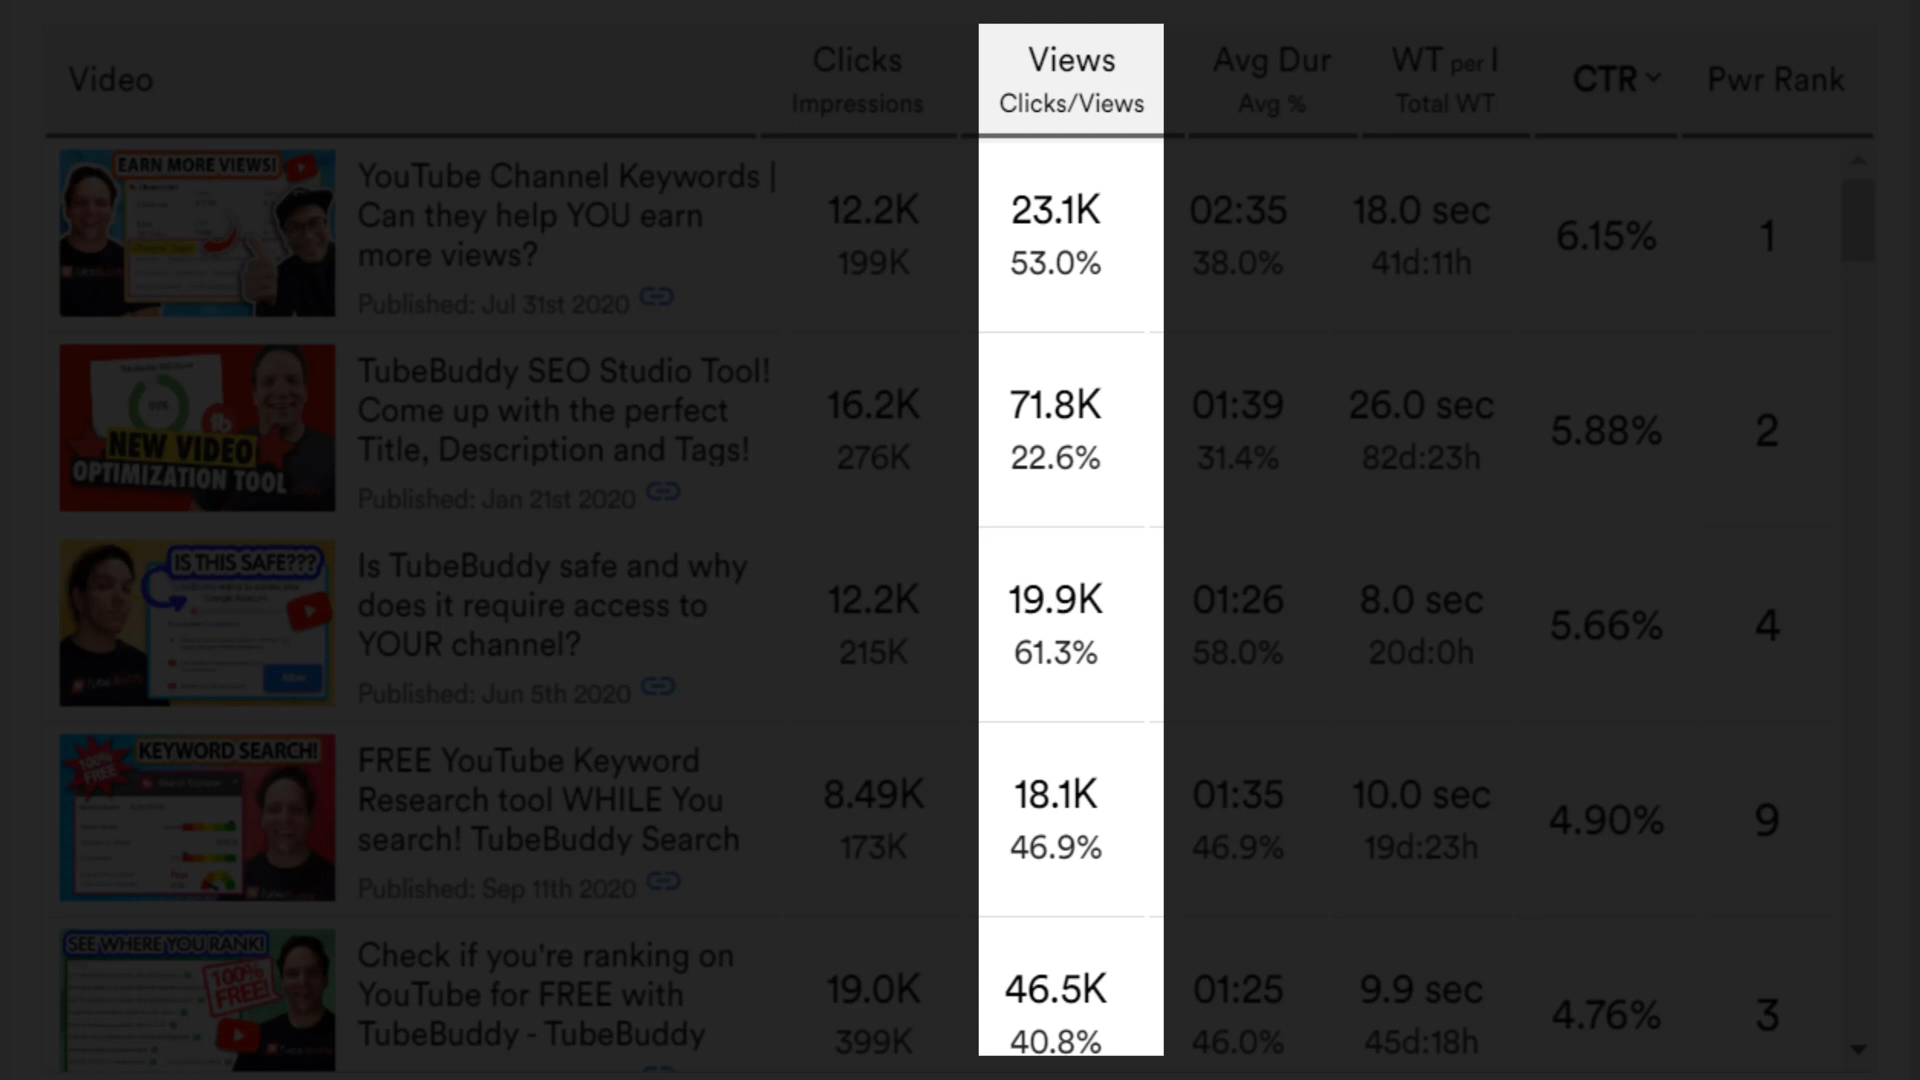 Video
Clicks
Impressions
Views
Clicks/Views
Avg Dur
Avg %
WT per I
Total WT
CTR
Pwr Rank
EARN MORE VIEWS!
YouTube Channel Keywords |
Can they help YOU earn
more views?
Published: Jul 31st 2020
12.2K
199K
23.1K
53.0%
02:35
38.0%
18.0 sec
41d:11h
6.15%
1
NEW VIDEO
OPTIMIZATION TOOL
TubeBuddy SEO Studio Tool!
Come up with the perfect
Title, Description and Tags!
Published: Jan 21st 2020
16.2K
276K
71.8K
22.6%
01:39
31.4%
26.0 sec
82d:23h
5.88%
2
IS THIS SAFE???
Is TubeBuddy safe and why
does it require access to
YOUR channel?
Published: Jun 5th 2020
12.2K
215K
19.9K
61.3%
01:26
58.0%
8.0 sec
20d:0h
5.66%
4
100%
FREE
KEYWORD SEARCH!
FREE YouTube Keyword
Research tool WHILE You
search! TubeBuddy Search
Published: Sep 11th 2020
8.49K
173K
18.1K
46.9%
01:35
46.9%
10.0 sec
19d:23h
4.90%
9
SEE WHERE YOU RANK!
100%
FREE!
Check if you're ranking on
YouTube for FREE with
TubeBuddy - TubeBuddy
19.0K
399K
46.5K
40.8%
01:25
46.0%
9.9 sec
45d:18h
4.76%
3